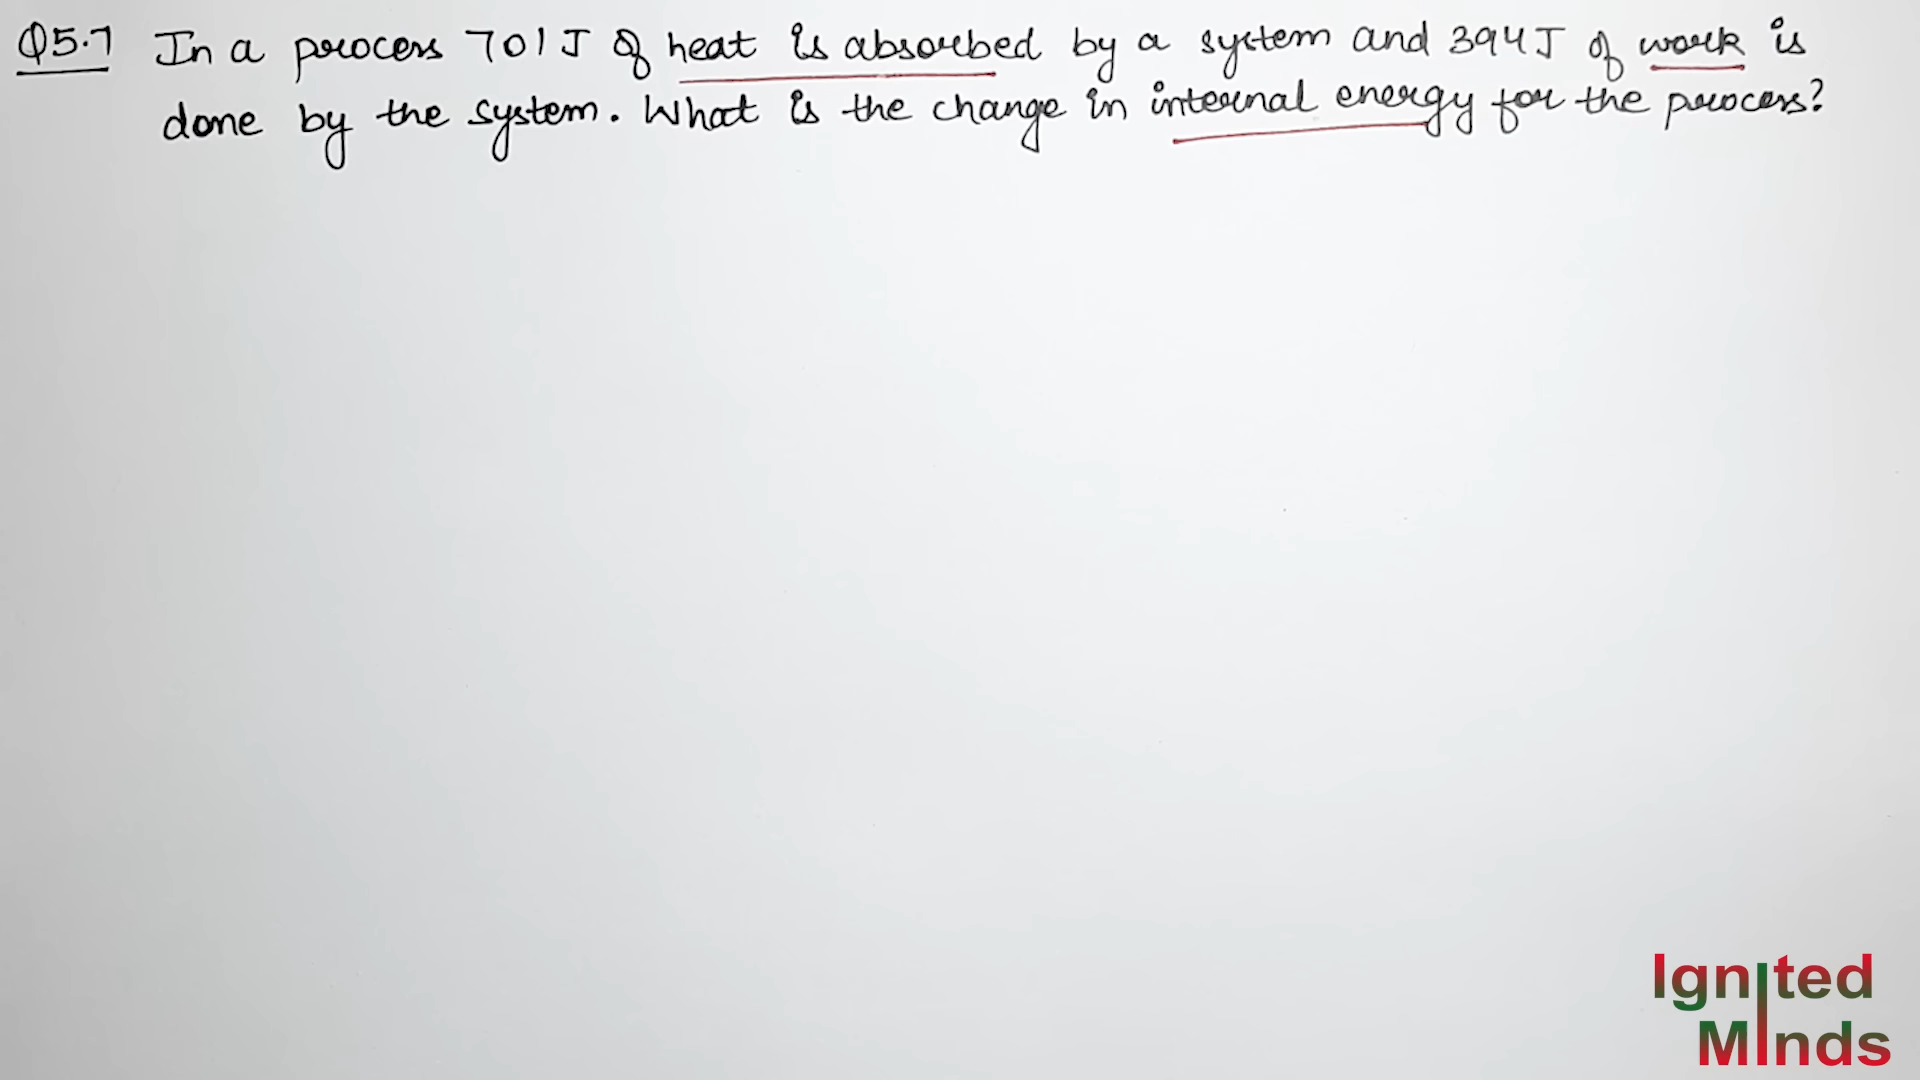 Q5.7 In a process 701 J of heat is absorbed by a system and 394 J of work is
done by the system. What is the change in internal energy for the process?
Ignited
Minds